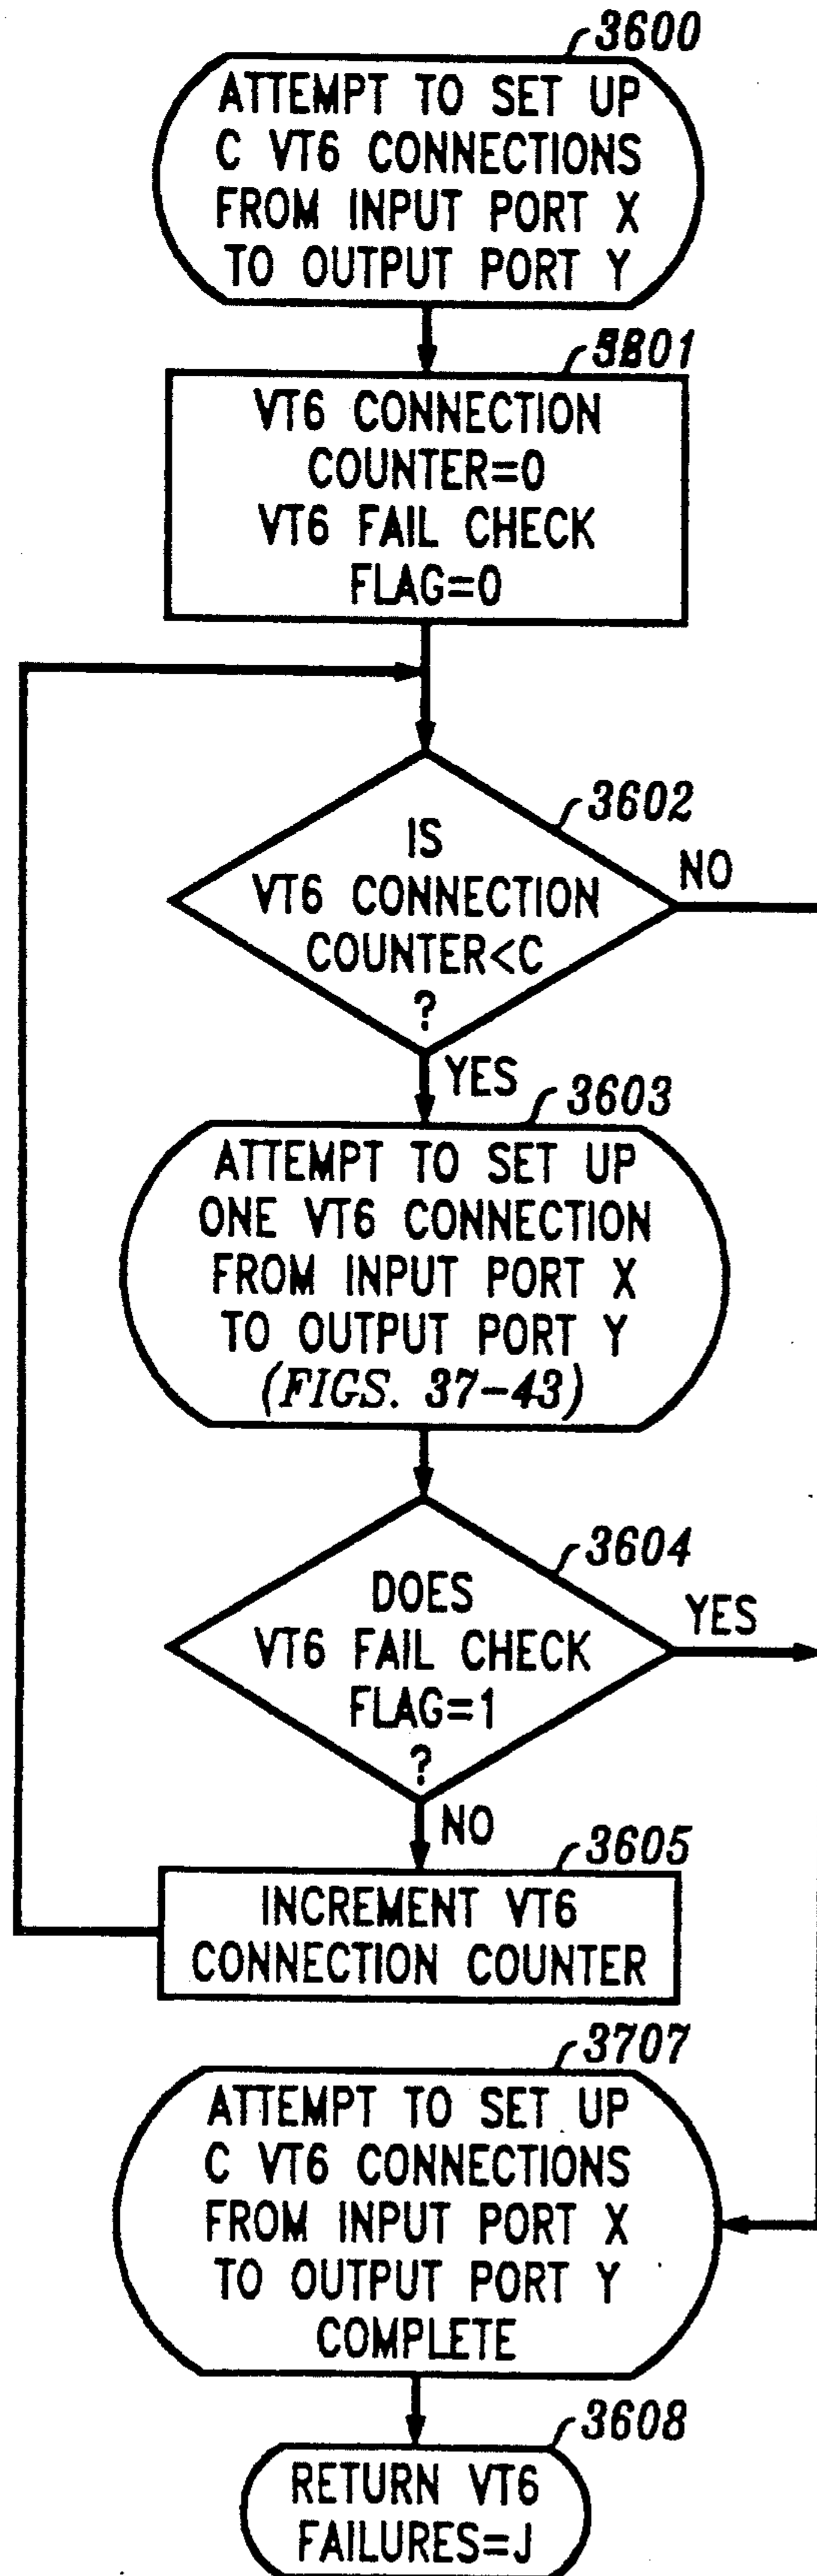 3600
ATTEMPT TO SET UP
C VT6 CONNECTIONS
FROM INPUT PORT X
TO OUTPUT PORT Y
VT6 CONNECTION
COUNTER=0
VT6 FAIL CHECK
FLAG=0
3602
IS
VT6 CONNECTION
COUNTER<C
?
NO
YES
3603
ATTEMPT TO SET UP
ONE VT6 CONNECTION
FROM INPUT PORT X
TO OUTPUT PORT Y
(FIGS. 37-43)
3604
DOES
VT6 FAIL CHECK
FLAG=1
?
YES
NO
3605
INCREMENT VT6
CONNECTION COUNTER
3707
ATTEMPT TO SET UP
C VT6 CONNECTIONS
FROM INPUT PORT X
TO OUTPUT PORT Y
COMPLETE
3608
RETURN VT6
FAILURES=J